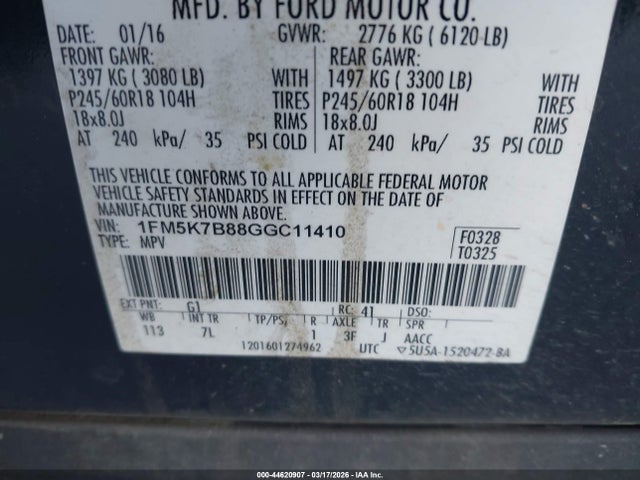 MFD. BY FORD MOTOR CO.
DATE: 01/16 GVWR: 2776 KG ( 6120 LB)
FRONT GAWR: REAR GAWR:
1397 KG ( 3080 LB) WITH 1497 KG ( 3300 LB) WITH
P245/60R18 104H TIRES P245/60R18 104H TIRES
18x8.0J RIMS 18x8.0J RIMS
AT 240 kPa/ 35 PSI COLD AT 240 kPa/ 35 PSI COLD
THIS VEHICLE CONFORMS TO ALL APPLICABLE FEDERAL MOTOR
VEHICLE SAFETY STANDARDS IN EFFECT ON THE DATE OF
MANUFACTURE SHOWN ABOVE.
VIN: 1FM5K7B88GGC11410 F0328
TYPE: MPV T0325
EXT PNT: G1 RC: 41 DSO:
WB INT TR TP/PS R AXLE TR SPR
113 7L 1 3F J AACC
1201601274962 UTC ▽5U5A-1520472-BA
000-44620907 - 03/17/2026 - IAA Inc.